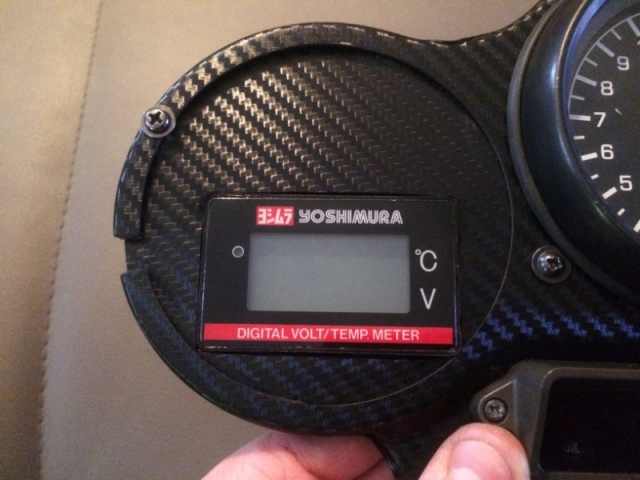 ヨシムラ YOSHIMURA
°C
V
DIGITAL VOLT/TEMP. METER
9
8
7
6
5